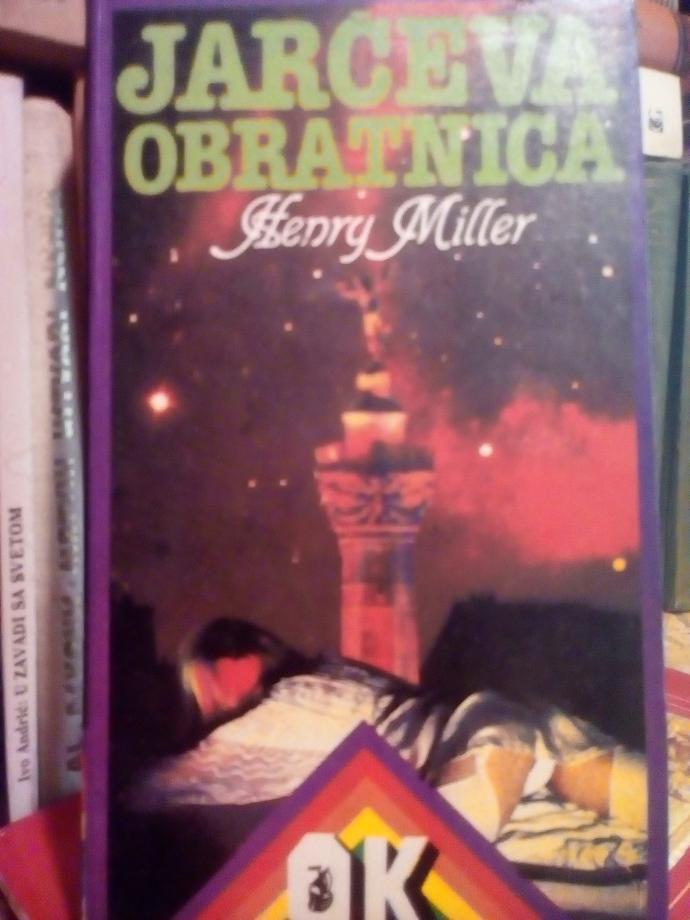 JARČEVA
OBRATNICA
Henry Miller
Ivo Andrić: U ZAVADI SA SVETOM
OK